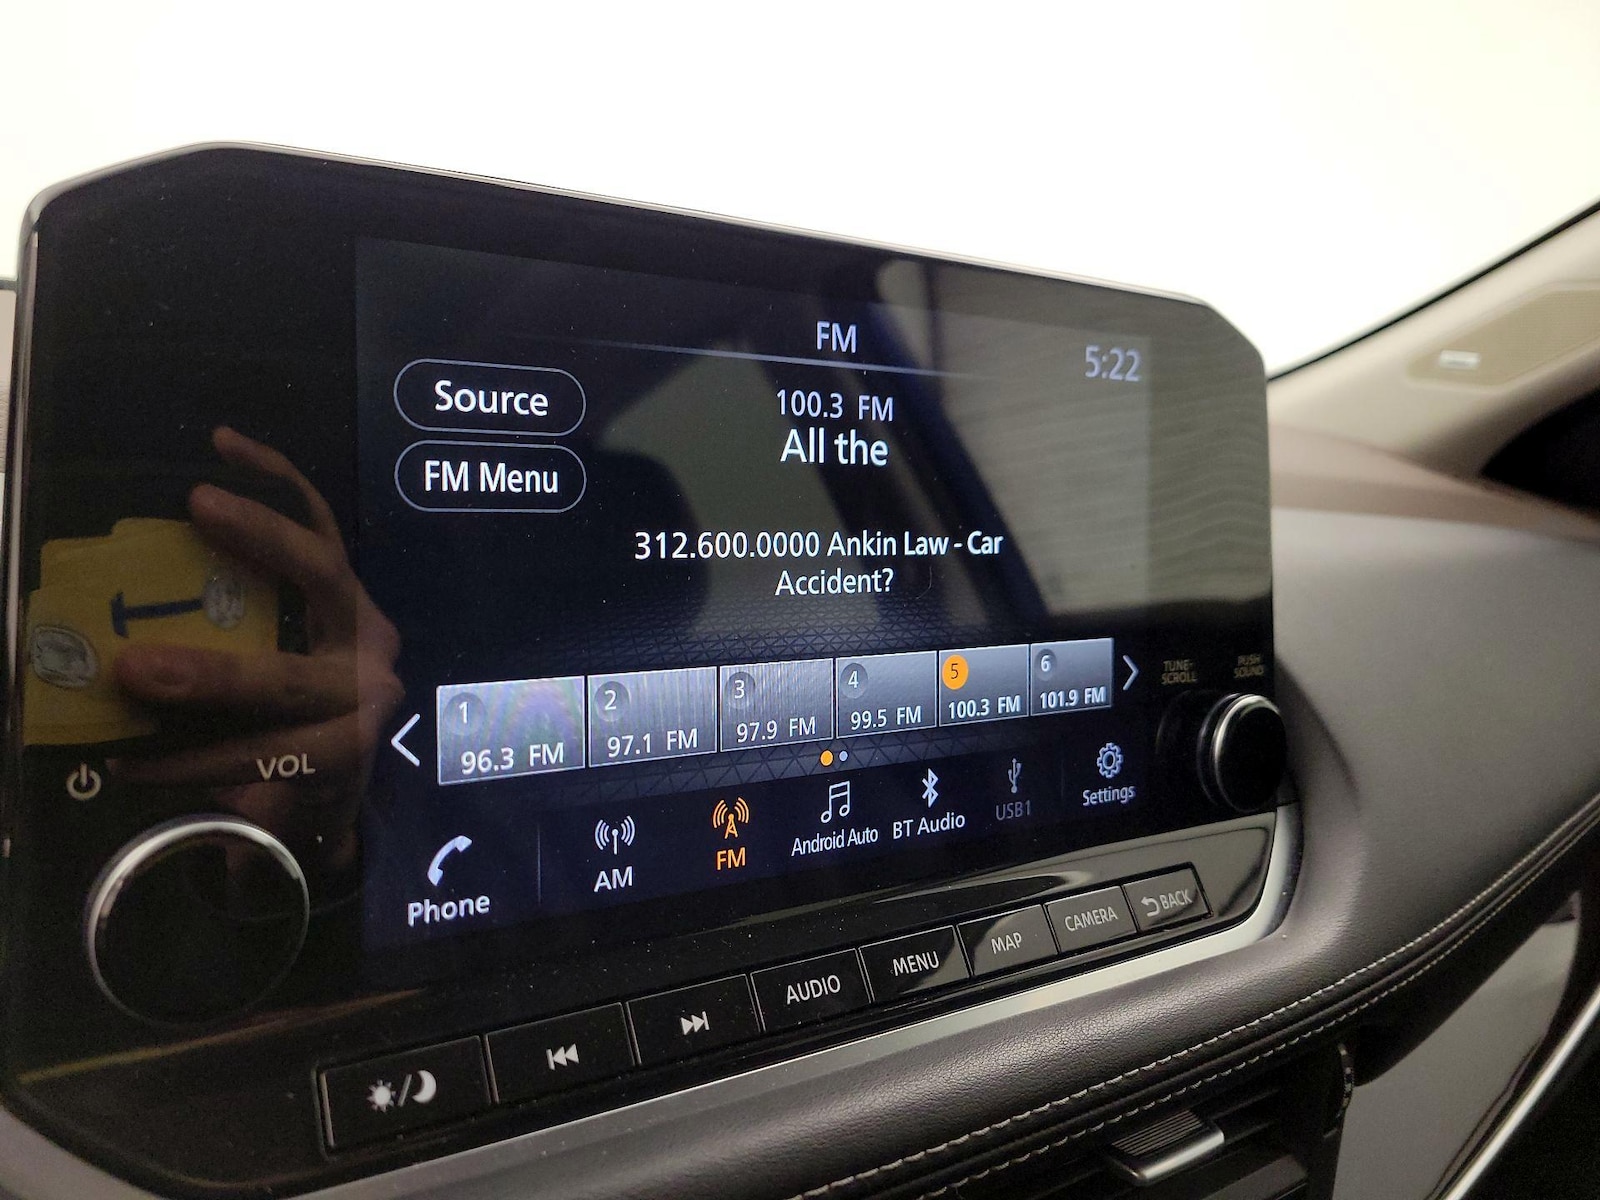 FM
5:22
Source
100.3 FM
All the
FM Menu
312.600.0000 Ankin Law - Car
Accident?
TUNE·
SCROLL
PUSH
SOUND
1
96.3 FM
2
97.1 FM
3
97.9 FM
4
99.5 FM
5
100.3 FM
6
101.9 FM
VOL
Phone
AM
FM
Android Auto
BT Audio
USB1
Settings
AUDIO
MENU
MAP
CAMERA
BACK